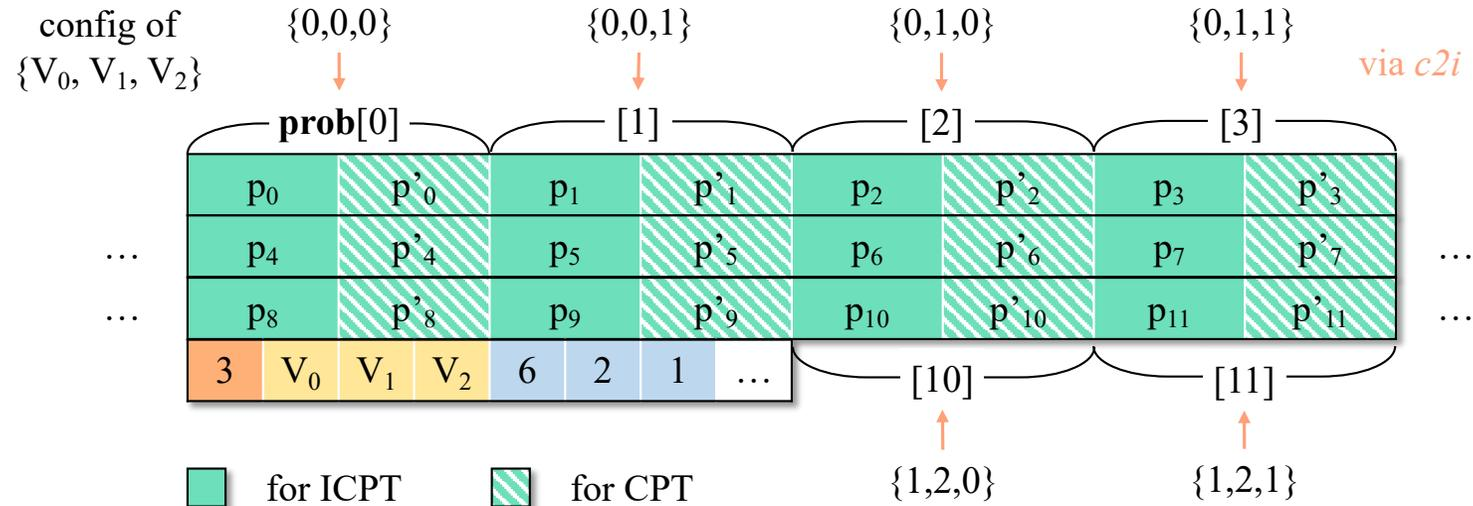 config of {0,0,0} {0,0,1} {0,1,0} {0,1,1}
{V₀, V₁, V₂} via c2i
prob[0] [1] [2] [3]
p₀ p’₀ p₁ p’₁ p₂ p’₂ p₃ p’₃
… p₄ p’₄ p₅ p’₅ p₆ p’₆ p₇ p’₇ …
… p₈ p’₈ p₉ p’₉ p₁₀ p’₁₀ p₁₁ p’₁₁ …
3 V₀ V₁ V₂ 6 2 1 … [10] [11]
for ICPT for CPT {1,2,0} {1,2,1}